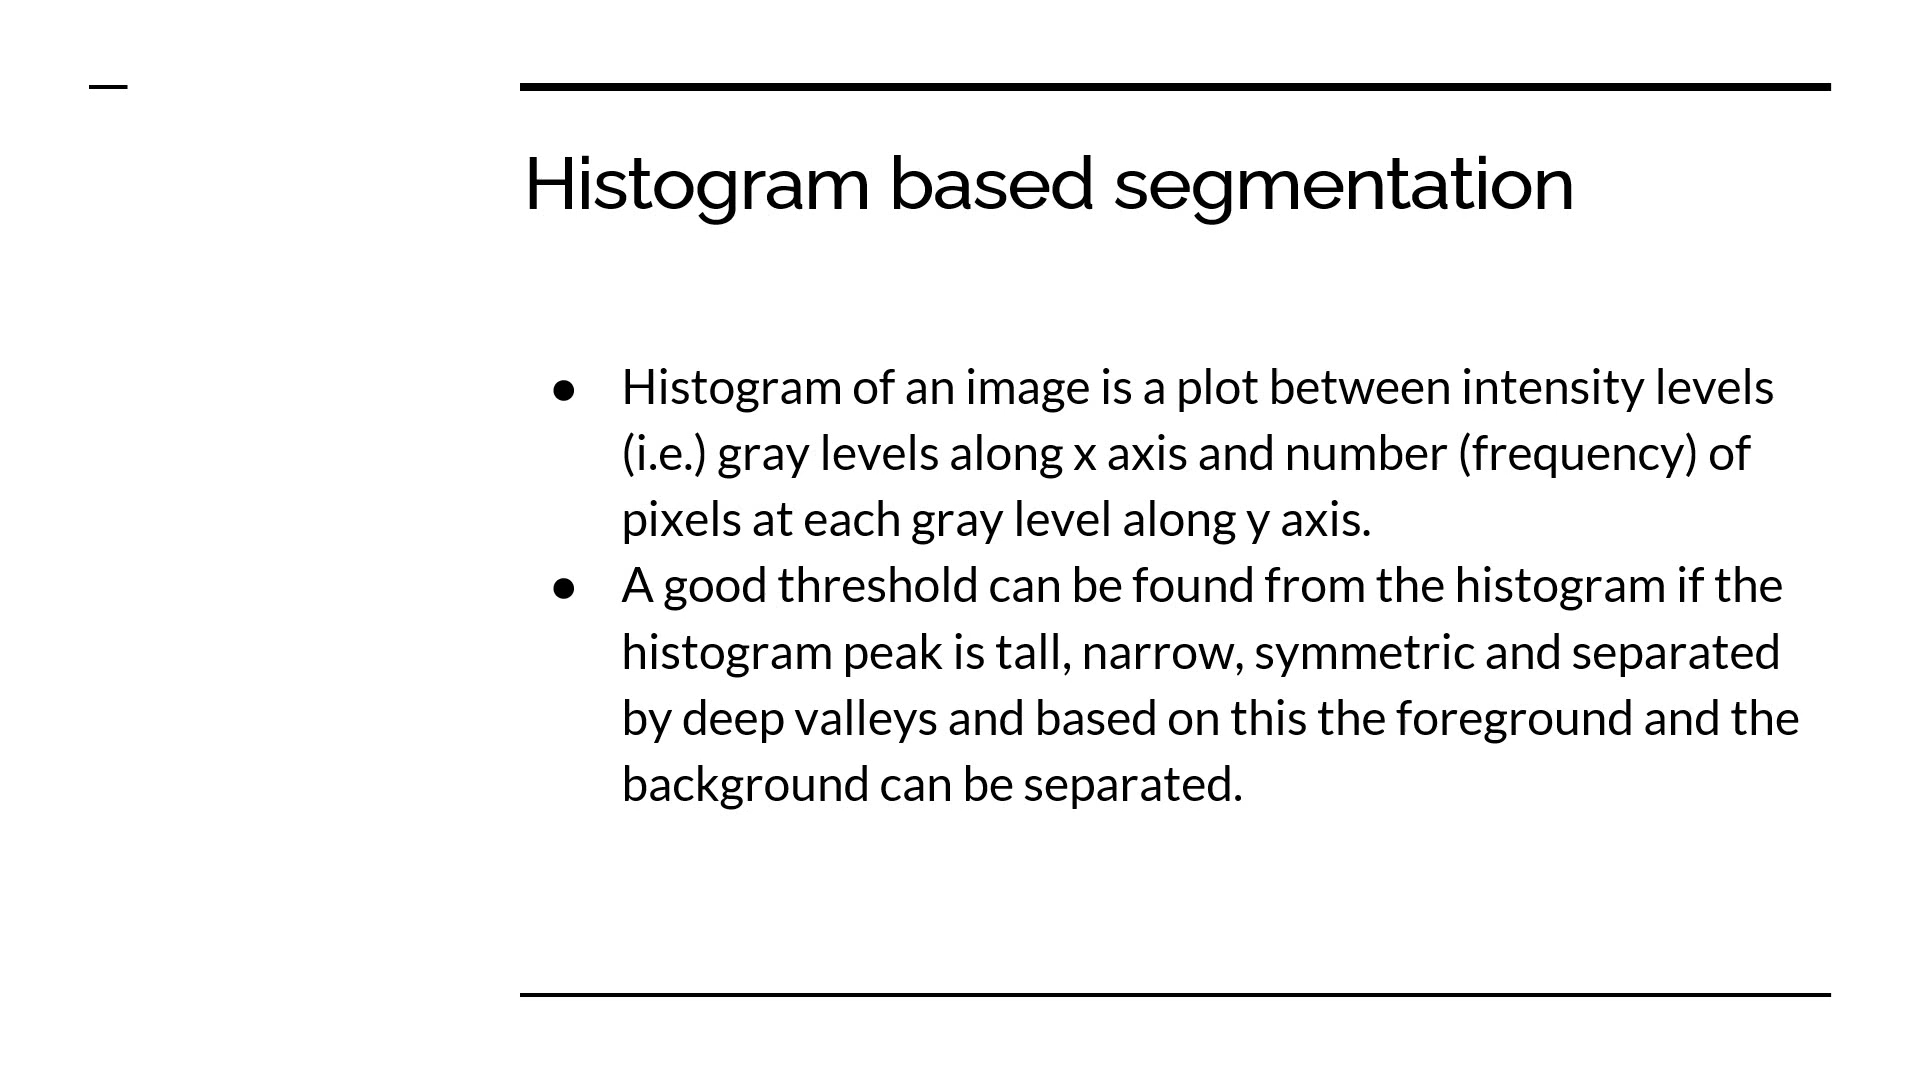 Histogram based segmentation
● Histogram of an image is a plot between intensity levels
(i.e.) gray levels along x axis and number (frequency) of
pixels at each gray level along y axis.
● A good threshold can be found from the histogram if the
histogram peak is tall, narrow, symmetric and separated
by deep valleys and based on this the foreground and the
background can be separated.